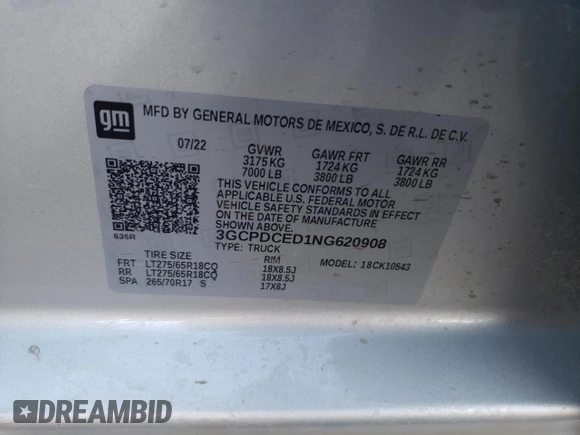 gm
MFD BY GENERAL MOTORS DE MEXICO, S. DE R.L. DE C.V.
07/22 GVWR GAWR FRT GAWR RR
3175 KG 1724 KG 1724 KG
7000 LB 3800 LB 3800 LB
THIS VEHICLE CONFORMS TO ALL
APPLICABLE U.S. FEDERAL MOTOR
VEHICLE SAFETY STANDARDS IN EFFECT
ON THE DATE OF MANUFACTURE
SHOWN ABOVE.
3GCPDCED1NG620908
635R
TYPE: TRUCK MODEL: 18CK10543
TIRE SIZE RIM
FRT LT275/65R18CQ 18X8.5J
RR LT275/65R18CQ 18X8.5J
SPA 265/70R17 S 17X8J
DREAMBID